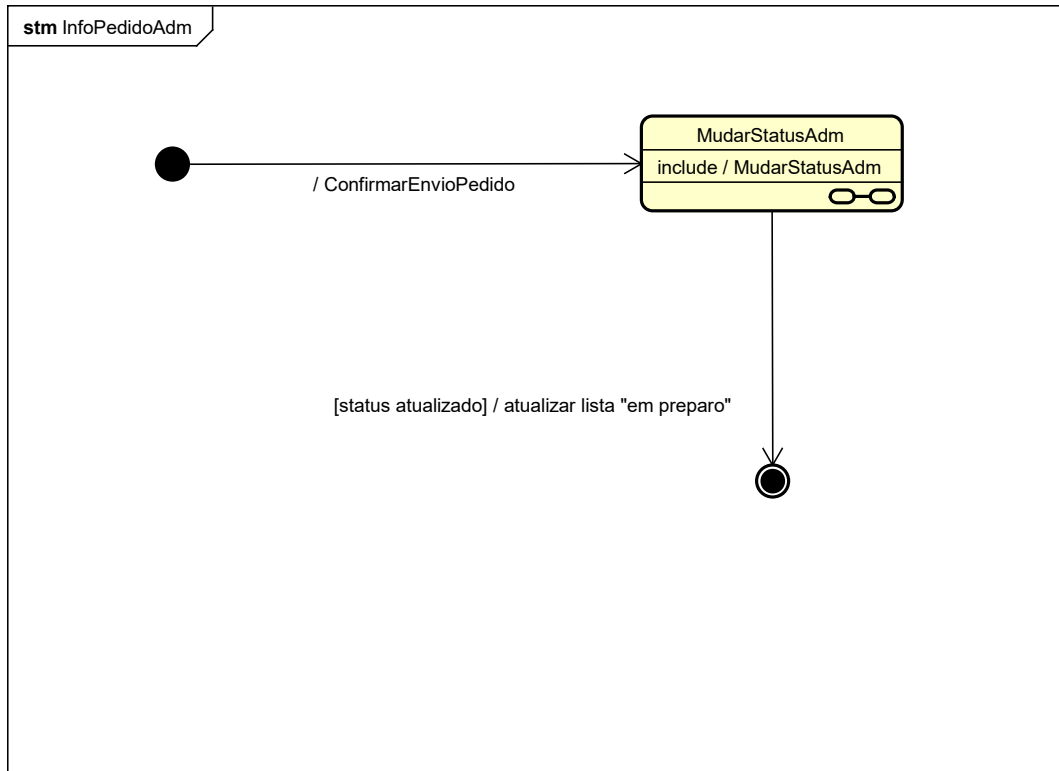 stm InfoPedidoAdm
MudarStatusAdm
include / MudarStatusAdm
/ ConfirmarEnvioPedido
[status atualizado] / atualizar lista "em preparo"